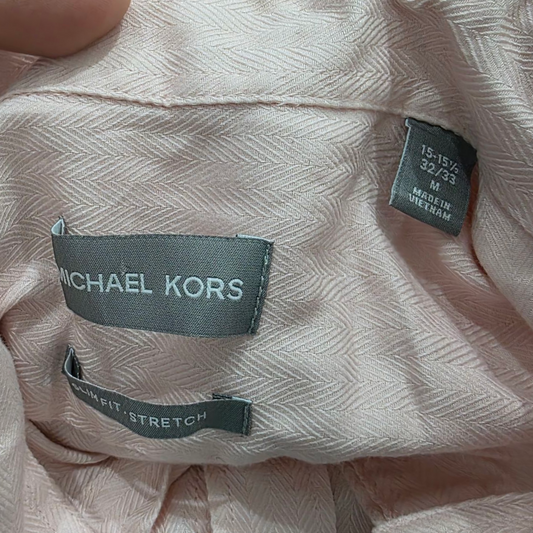 15-15½
32/33
M
MADE IN
VIETNAM
MICHAEL KORS
SLIM FIT . STRETCH